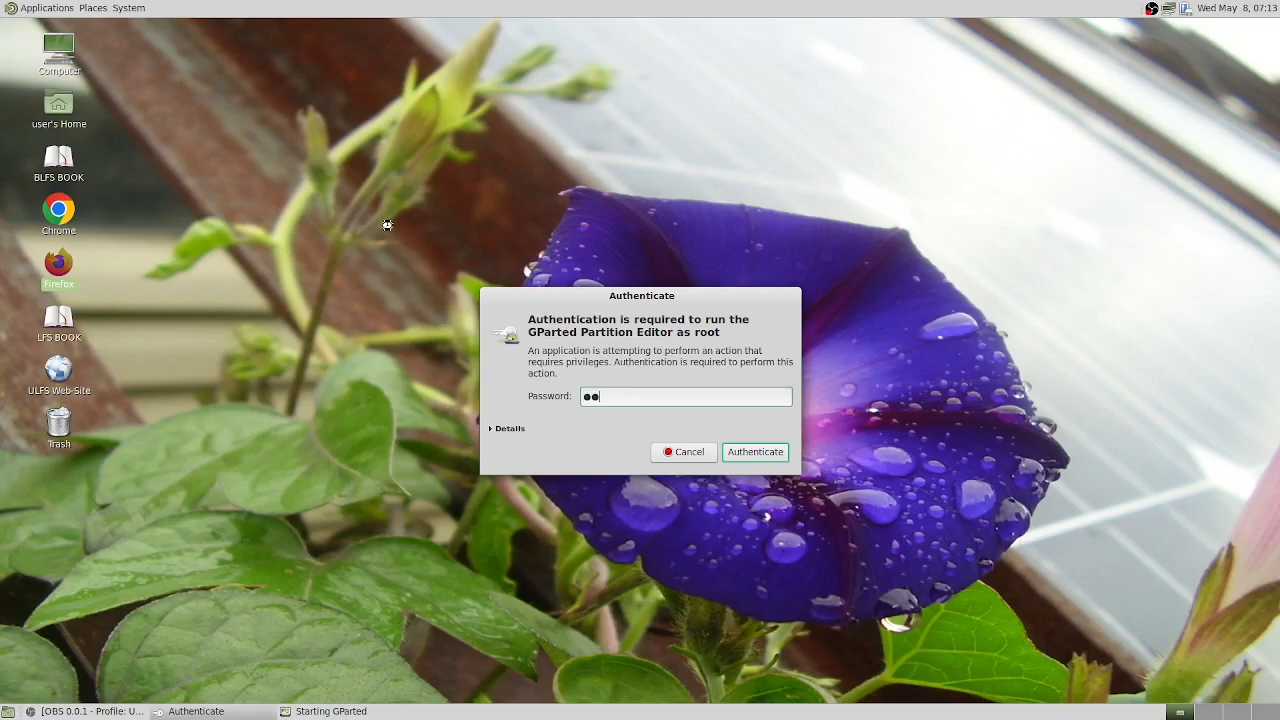 Applications Places System
Wed May  8, 07:13
Computer
user's Home
BLFS BOOK
Chrome
Firefox
LFS BOOK
ULFS Web-Site
Trash
Authenticate
Authentication is required to run the
GParted Partition Editor as root
An application is attempting to perform an action that
requires privileges. Authentication is required to perform this
action.
Password:
Details
Cancel
Authenticate
[OBS 0.0.1 - Profile: U...
Authenticate
Starting GParted